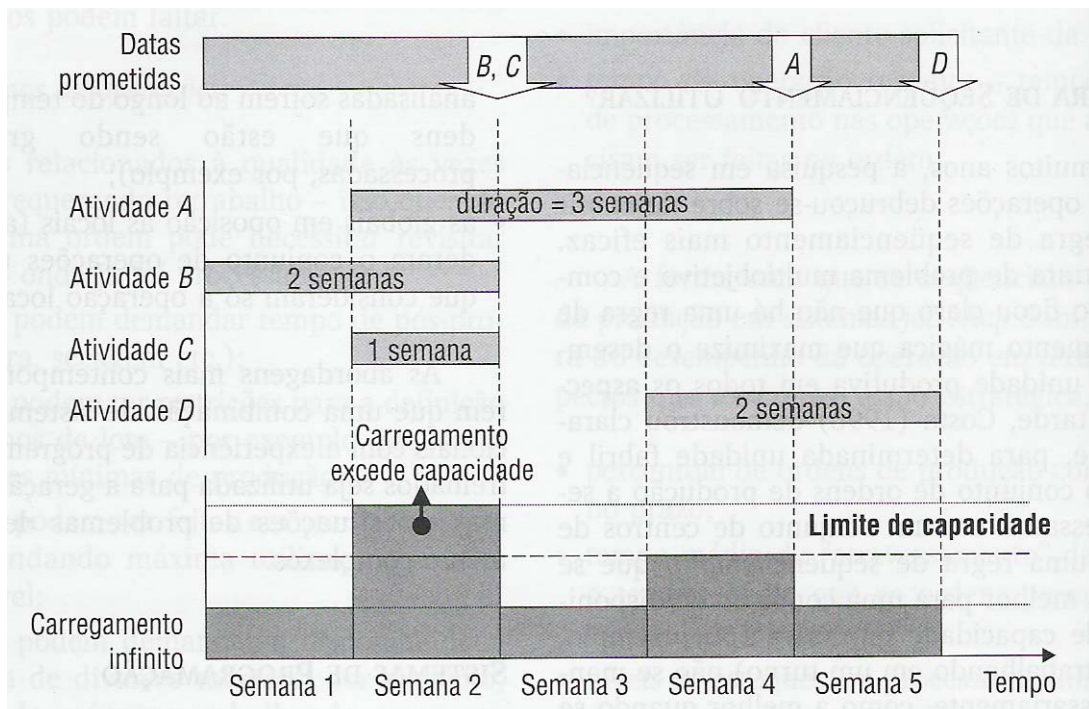 Datas
prometidas
B, C
A
D
Atividade A
duração = 3 semanas
Atividade B
2 semanas
Atividade C
1 semana
Atividade D
2 semanas
Carregamento
excede capacidade
Limite de capacidade
Carregamento
infinito
Semana 1 Semana 2 Semana 3 Semana 4 Semana 5 Tempo